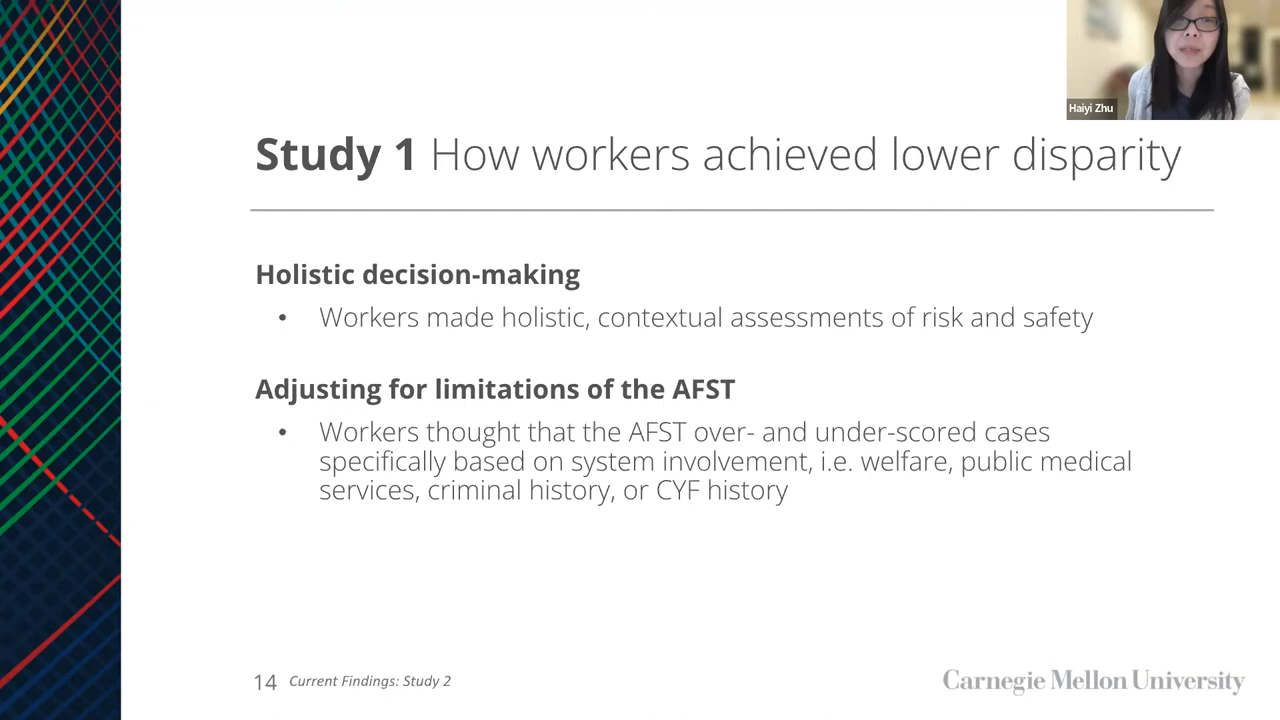 Haiyi Zhu
Study 1 How workers achieved lower disparity
Holistic decision-making
• Workers made holistic, contextual assessments of risk and safety
Adjusting for limitations of the AFST
• Workers thought that the AFST over- and under-scored cases
specifically based on system involvement, i.e. welfare, public medical
services, criminal history, or CYF history
14 Current Findings: Study 2
Carnegie Mellon University